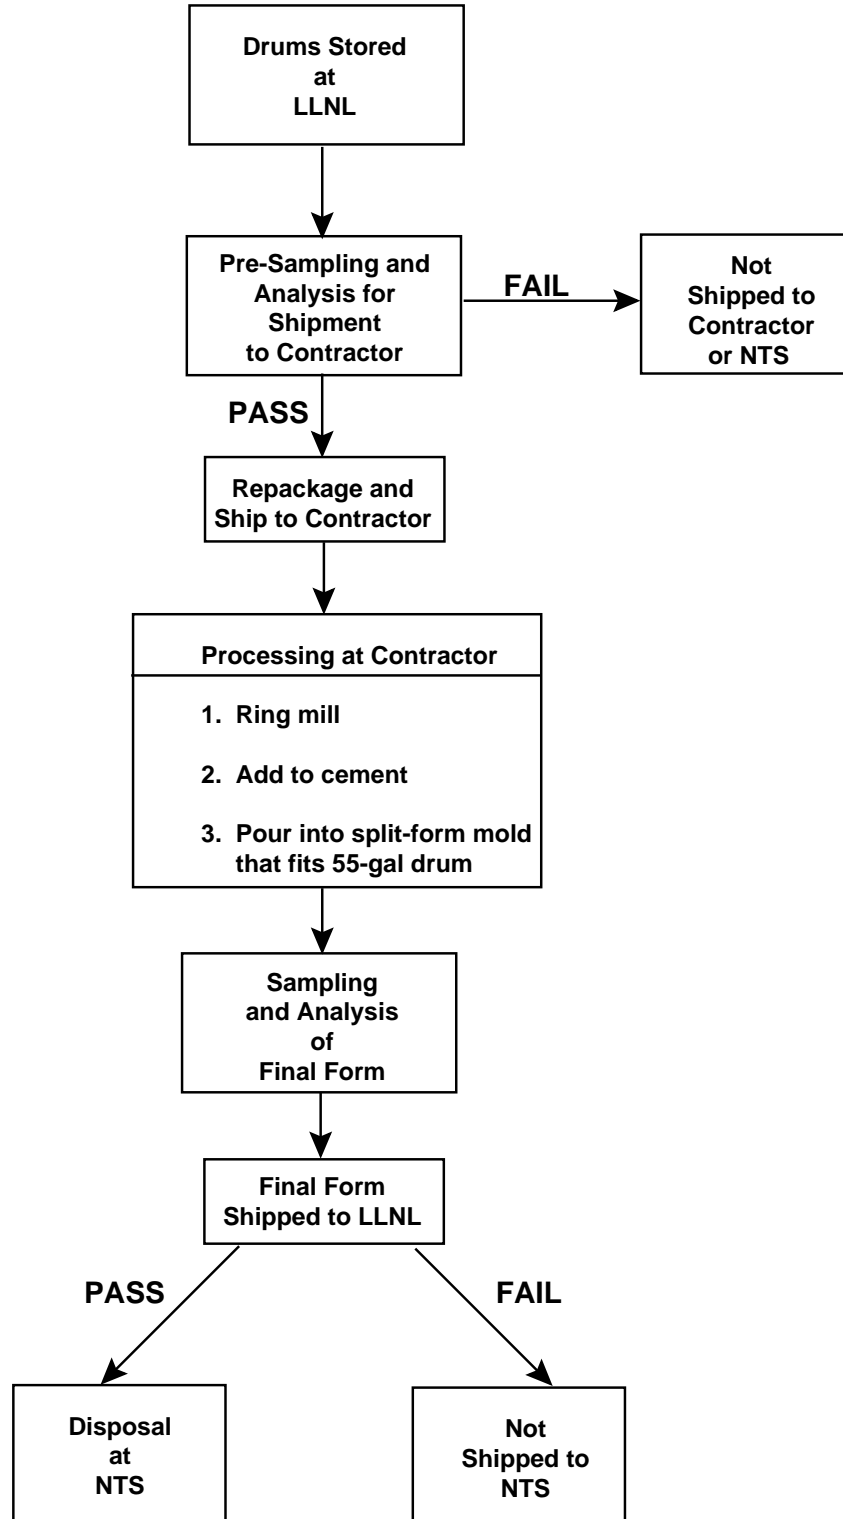 Drums Stored
at
LLNL
Pre-Sampling and
Analysis for
Shipment
to Contractor
FAIL
Not
Shipped to
Contractor
or NTS
PASS
Repackage and
Ship to Contractor
Processing at Contractor
1. Ring mill
2. Add to cement
3. Pour into split-form mold
that fits 55-gal drum
Sampling
and Analysis
of
Final Form
Final Form
Shipped to LLNL
PASS
FAIL
Disposal
at
NTS
Not
Shipped to
NTS